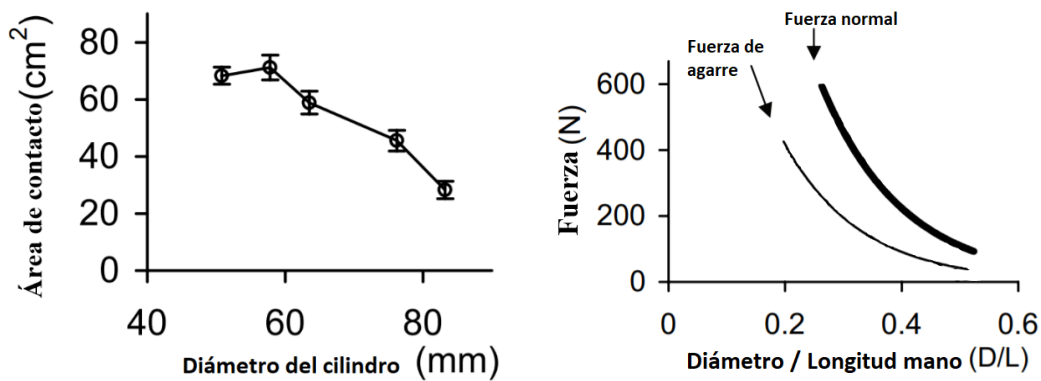 Área de contacto (cm²)
80
60
40
20
0
40
60
80
Diámetro del cilindro (mm)
Fuerza normal
Fuerza de
agarre
Fuerza (N)
600
400
200
0
0
0.2
0.4
0.6
Diámetro / Longitud mano (D/L)